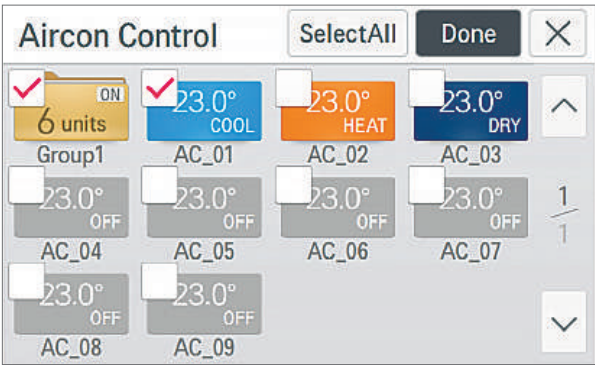 Aircon Control SelectAll Done
ON
6 units 23.0° 23.0° 23.0°
COOL HEAT DRY
Group1 AC_01 AC_02 AC_03
23.0° 23.0° 23.0° 23.0°
OFF OFF OFF OFF
AC_04 AC_05 AC_06 AC_07
1
1
23.0° 23.0°
OFF OFF
AC_08 AC_09